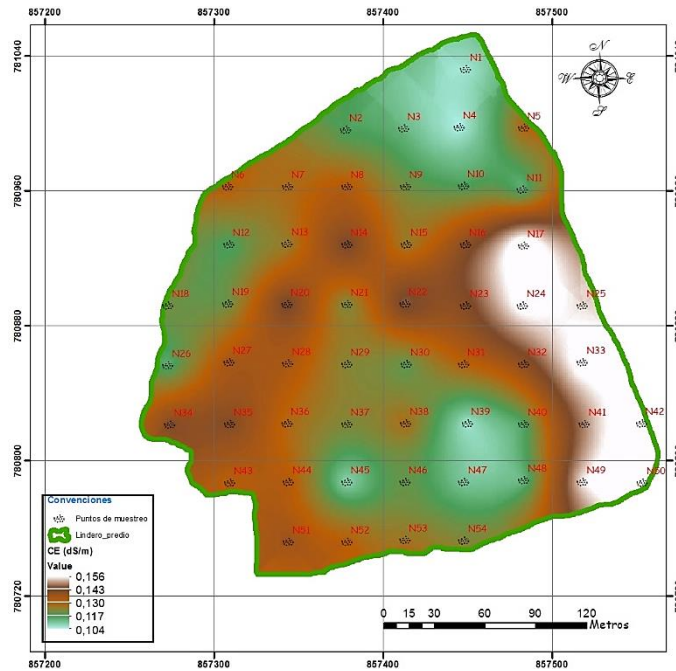 857200 857300 857400 857500
781040
780960
780880
780800
780720
N
W E
S
N1
N2 N3 N4 N5
N6 N7 N8 N9 N10 N11
N12 N13 N14 N15 N16 N17
N18 N19 N20 N21 N22 N23 N24 N25
N26 N27 N28 N29 N30 N31 N32 N33
N34 N35 N36 N37 N38 N39 N40 N41 N42
N43 N44 N45 N46 N47 N48 N49 N50
N51 N52 N53 N54
Convenciones
Puntos de muestreo
Lindero_predio
CE (dS/m)
Value
0,156
0,143
0,130
0,117
0,104
0 15 30 60 90 120
Metros
857200 857300 857400 857500